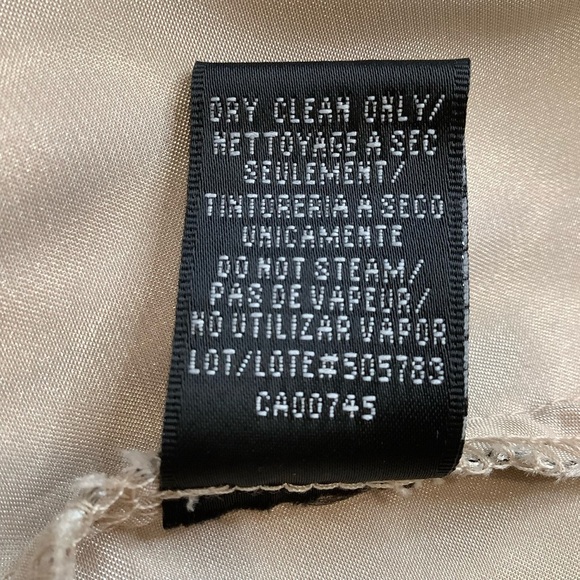 DRY CLEAN ONLY/
NETTOYAGE A SEC
SEULEMENT/
TINTORERIA A SECO
UNICAMENTE
DO NOT STEAM/
PAS DE VAPEUR/
NO UTILIZAR VAPOR
LOT/LOTE#505783
CA00745